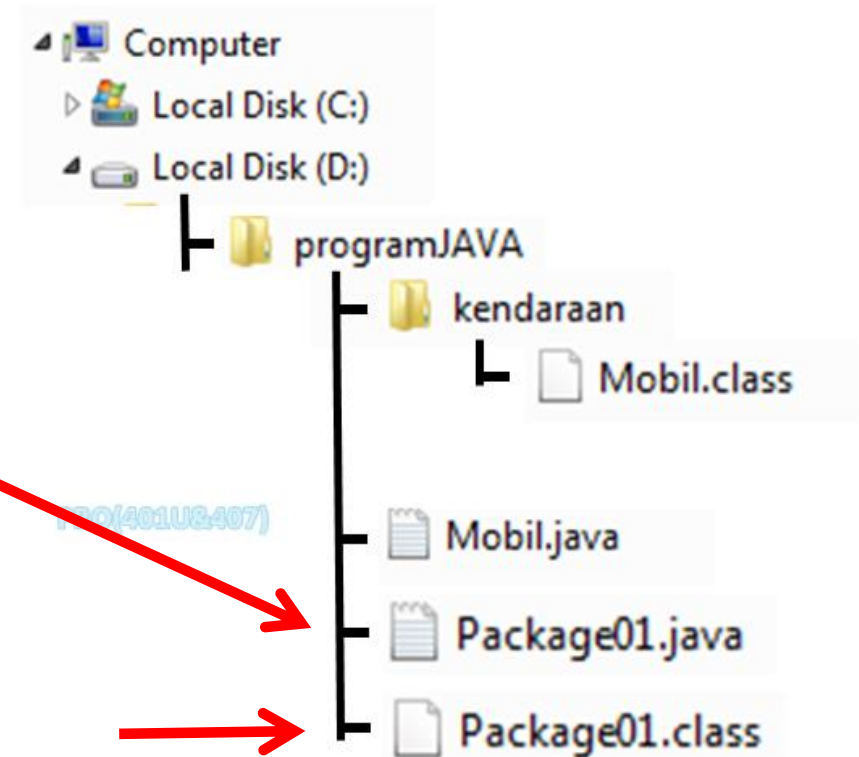 Computer
Local Disk (C:)
Local Disk (D:)
programJAVA
kendaraan
Mobil.class
Mobil.java
Package01.java
Package01.class